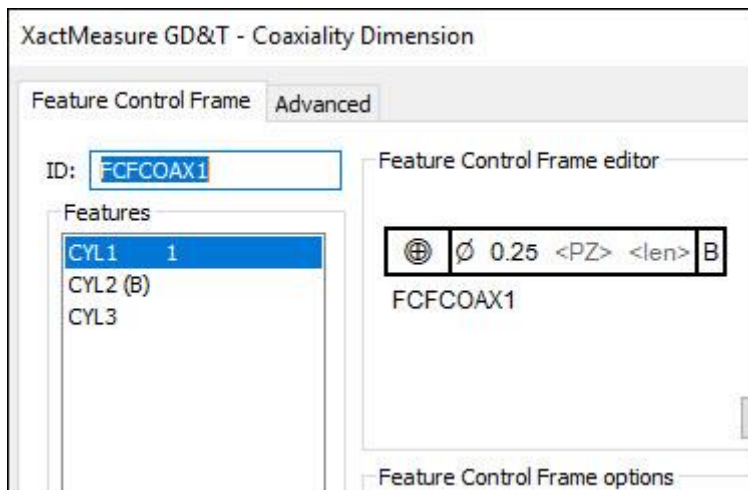 XactMeasure GD&T - Coaxiality Dimension
Feature Control Frame Advanced
ID: FCFCOAX1
Features
CYL1 1
CYL2 (B)
CYL3
Feature Control Frame editor
⌀ 0.25 <PZ> <len> B
FCFCOAX1
Feature Control Frame options